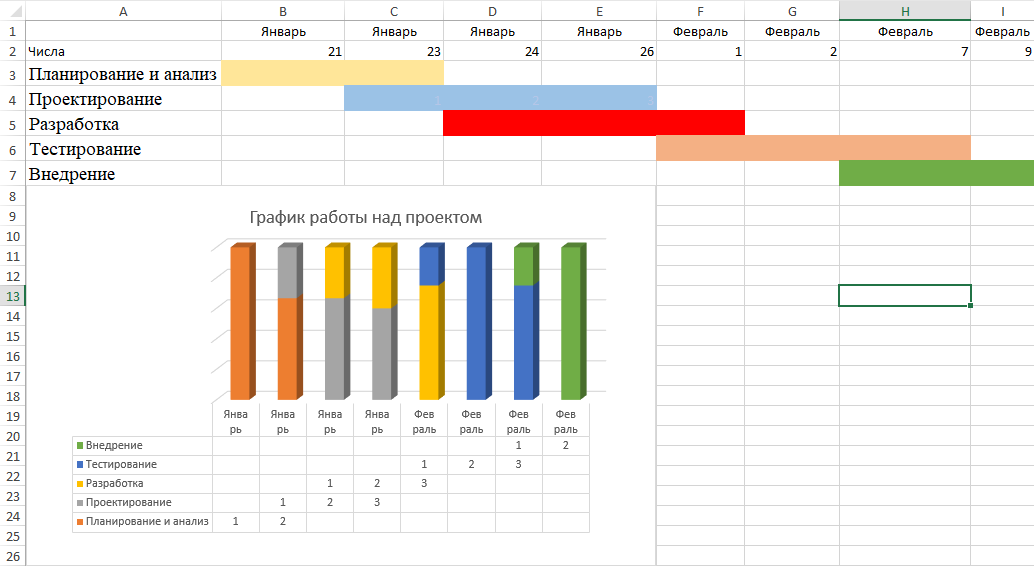 A B C D E F G H I
1 Январь Январь Январь Январь Февраль Февраль Февраль Февраль
2 Числа 21 23 24 26 1 2 7 9
3 Планирование и анализ
4 Проектирование 1 2 3
5 Разработка
6 Тестирование
7 Внедрение
8
9 График работы над проектом
10
11
12
13
14
15
16
17
18
19 Янва Янва Янва Янва Фев Фев Фев Фев
рь рь рь рь раль раль раль раль
20 Внедрение 1 2
21 Тестирование 1 2 3
22 Разработка 1 2 3
23 Проектирование 1 2 3
24 Планирование и анализ 1 2
25
26